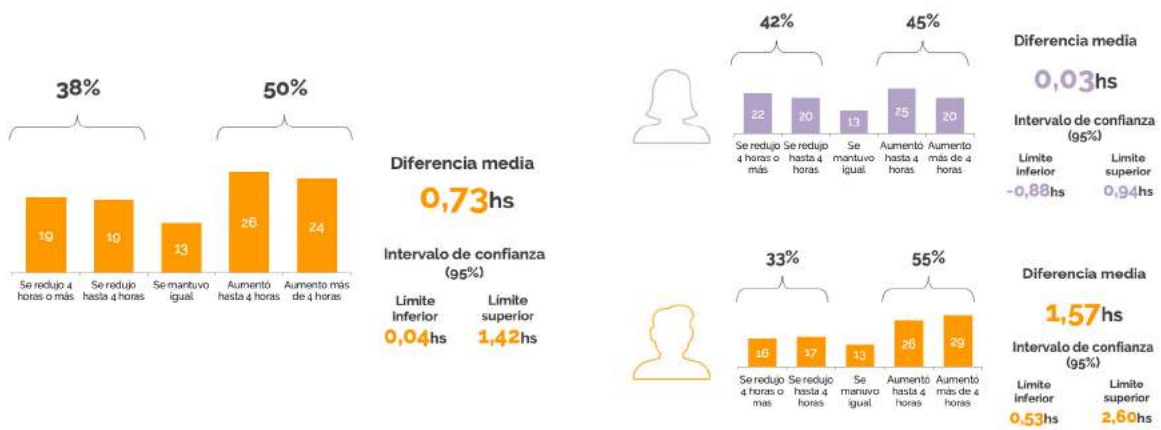 38%
50%
19
19
13
26
24
Se redujo 4 horas o más
Se redujo hasta 4 horas
Se mantuvo igual
Aumentó hasta 4 horas
Aumento más de 4 horas
Diferencia media
0,73hs
Intervalo de confianza
(95%)
Límite inferior
Límite superior
0,04hs
1,42hs
42%
45%
22
20
13
25
20
Se redujo 4 horas o más
Se redujo hasta 4 horas
Se mantuvo igual
Aumentó hasta 4 horas
Aumento más de 4 horas
Diferencia media
0,03hs
Intervalo de confianza
(95%)
Límite inferior
Límite superior
-0,88hs
0,94hs
33%
55%
16
17
13
26
29
Se redujo 4 horas o mas
Se redujo hasta 4 horas
Se manuvo igual
Aumentó hasta 4 horas
Aumentó más de 4 horas
Diferencia media
1,57hs
Intervalo de confianza
(95%)
Límite inferior
Límite superior
0,53hs
2,60hs